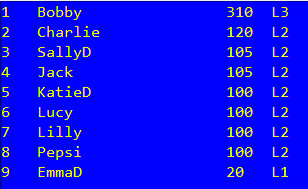 1 Bobby 310 L3
2 Charlie 120 L2
3 SallyD 105 L2
4 Jack 105 L2
5 KatieD 100 L2
6 Lucy 100 L2
7 Lilly 100 L2
8 Pepsi 100 L2
9 EmmaD 20 L1